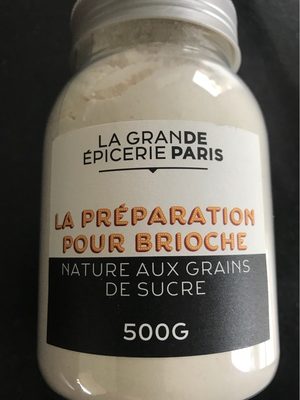 LA GRANDE
ÉPICERIE PARIS
LA PRÉPARATION
POUR BRIOCHE
NATURE AUX GRAINS
DE SUCRE
500G